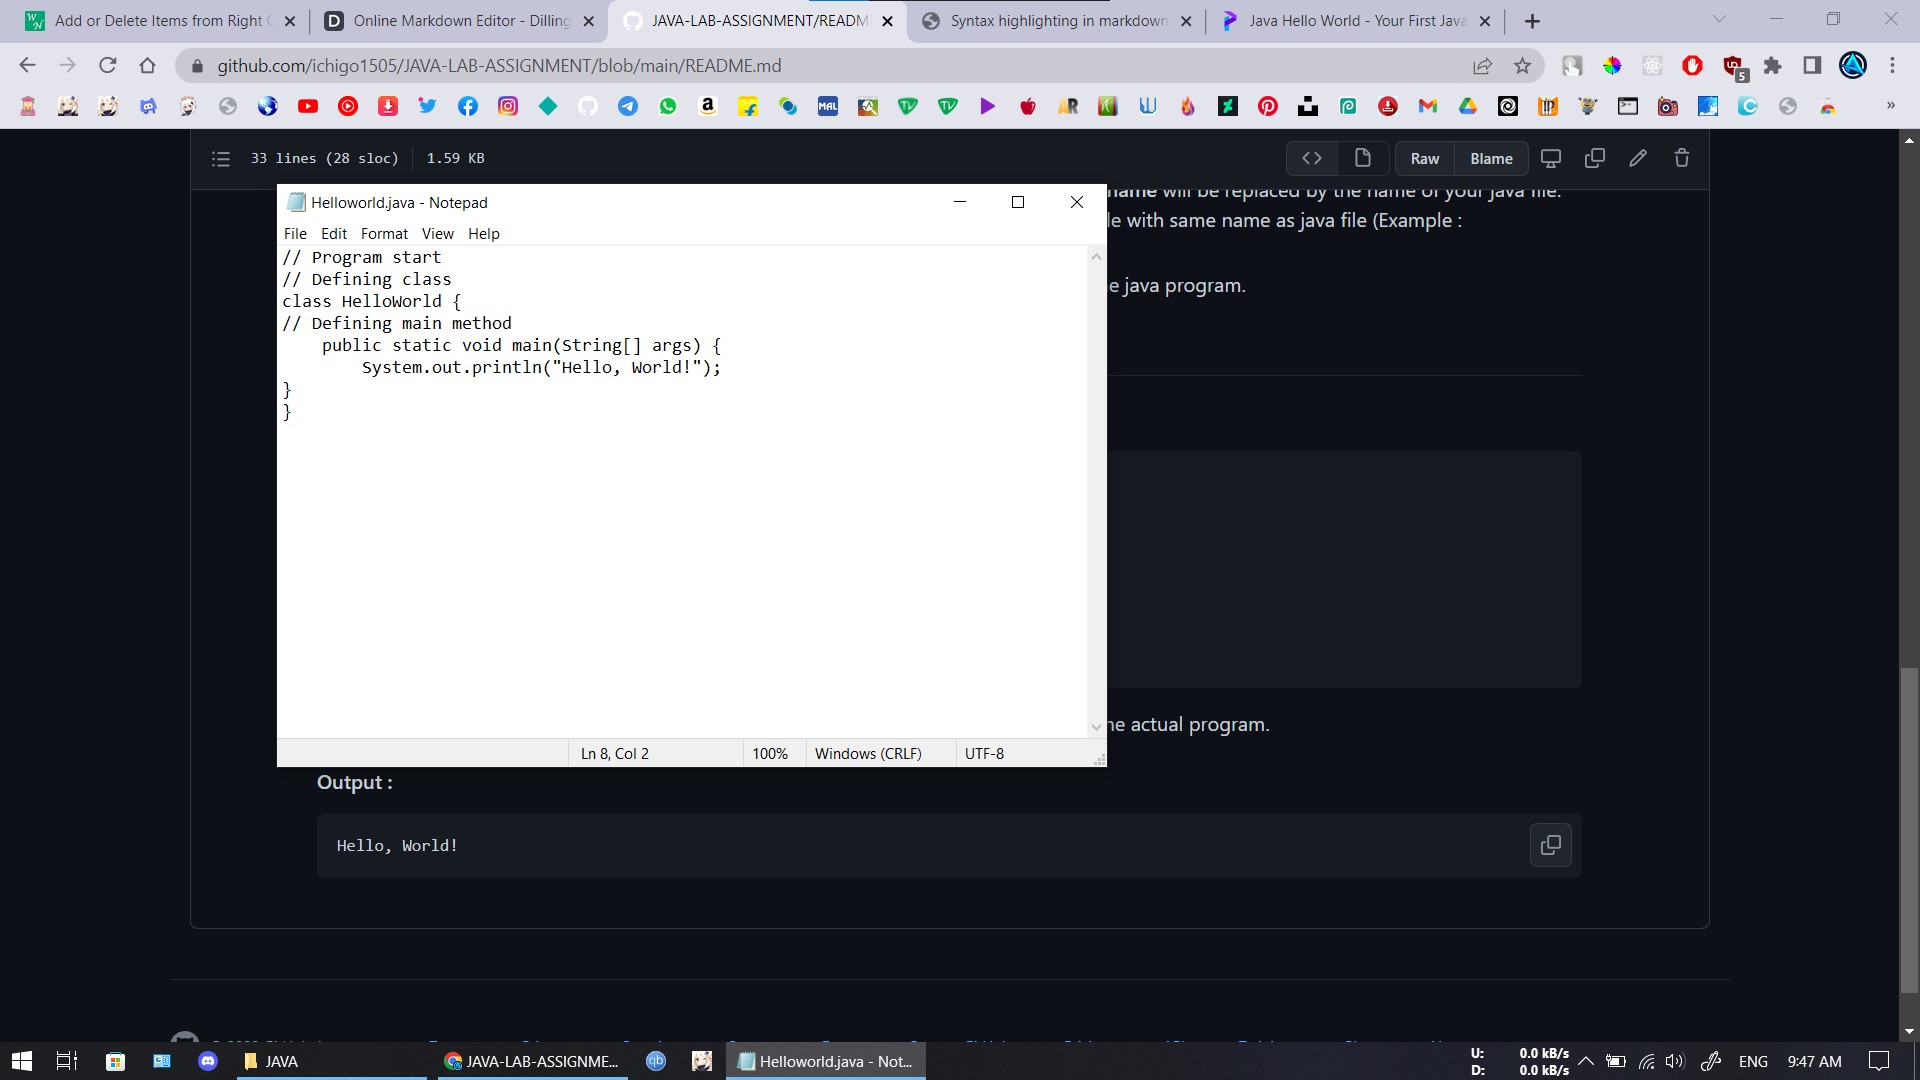 Add or Delete Items from Right
Online Markdown Editor - Dilling
JAVA-LAB-ASSIGNMENT/READM
Syntax highlighting in markdown
Java Hello World - Your First Java
github.com/ichigo1505/JAVA-LAB-ASSIGNMENT/blob/main/README.md
5
MAL
33 lines (28 sloc)
1.59 KB
Raw
Blame
name will be replaced by the name of your java file.
with same name as java file (Example :
java program.
Helloworld.java - Notepad
File Edit Format View Help
// Program start
// Defining class
class HelloWorld {
// Defining main method
public static void main(String[] args) {
System.out.println("Hello, World!");
}
}
actual program.
Ln 8, Col 2
100%
Windows (CRLF)
UTF-8
Output :
Hello, World!
JAVA
JAVA-LAB-ASSIGNME...
qb
Helloworld.java - Not...
U: 0.0 kB/s
D: 0.0 kB/s
ENG
9:47 AM